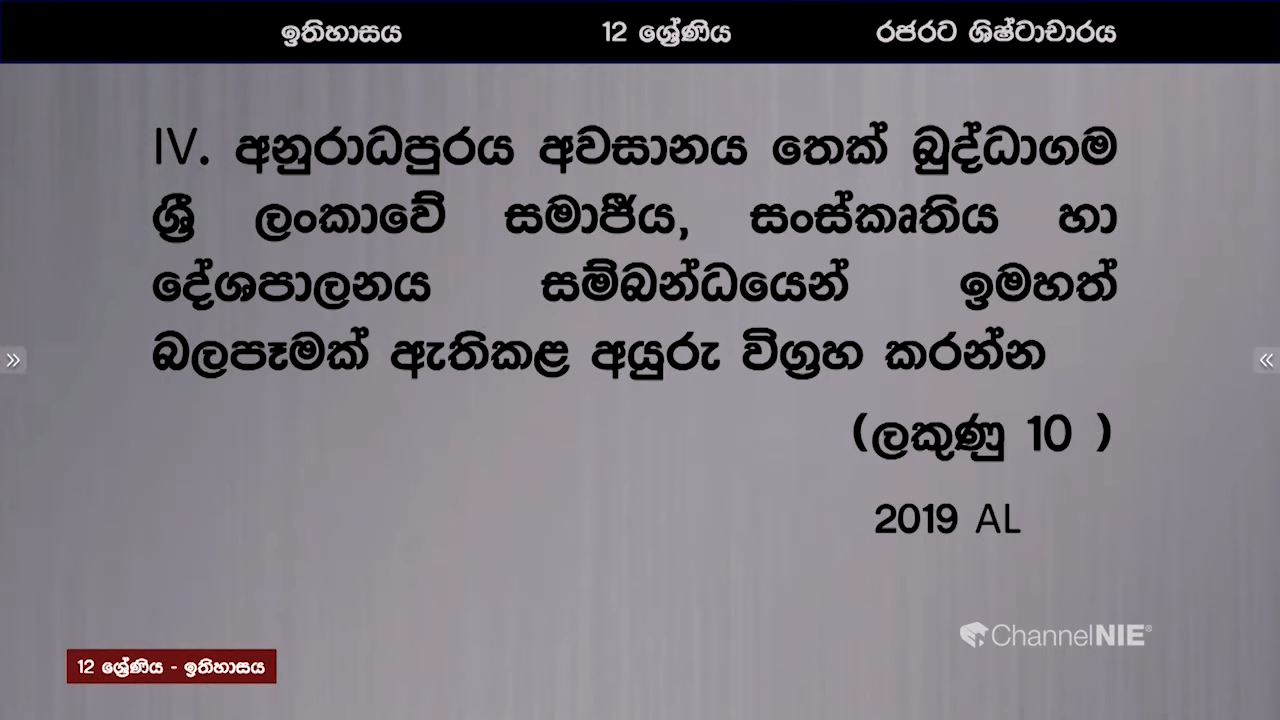 ඉතිහාසය 12 ශ්‍රේණිය රජරට ශිෂ්ටාචාරය
IV. අනුරාධපුරය අවසානය තෙක් බුද්ධාගම
ශ්‍රී ලංකාවේ සමාජීය, සංස්කෘතිය හා
දේශපාලනය සම්බන්ධයෙන් ඉමහත්
බලපෑමක් ඇතිකළ අයුරු විග්‍රහ කරන්න
(ලකුණු 10 )
2019 AL
ChannelNIE®
12 ශ්‍රේණිය - ඉතිහාසය